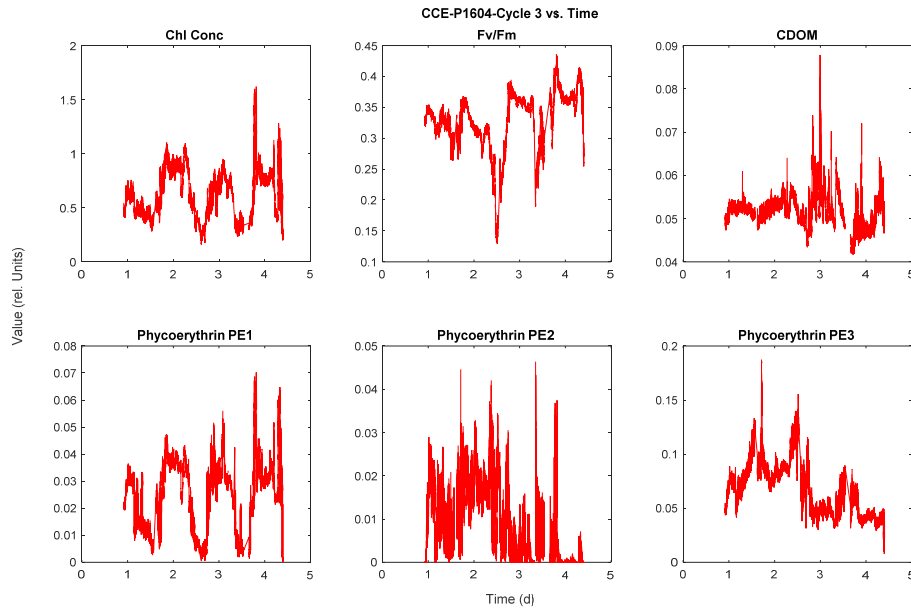 CCE-P1604-Cycle 3 vs. Time
Chl Conc
Fv/Fm
CDOM
2
1.5
1
0.5
0
0 1 2 3 4 5
0.45
0.4
0.35
0.3
0.25
0.2
0.15
0.1
0 1 2 3 4 5
0.09
0.08
0.07
0.06
0.05
0.04
0 1 2 3 4 5
Value (rel. Units)
Phycoerythrin PE1
Phycoerythrin PE2
Phycoerythrin PE3
0.08
0.07
0.06
0.05
0.04
0.03
0.02
0.01
0
0 1 2 3 4 5
0.05
0.04
0.03
0.02
0.01
0
0 1 2 3 4 5
0.2
0.15
0.1
0.05
0
0 1 2 3 4 5
Time (d)